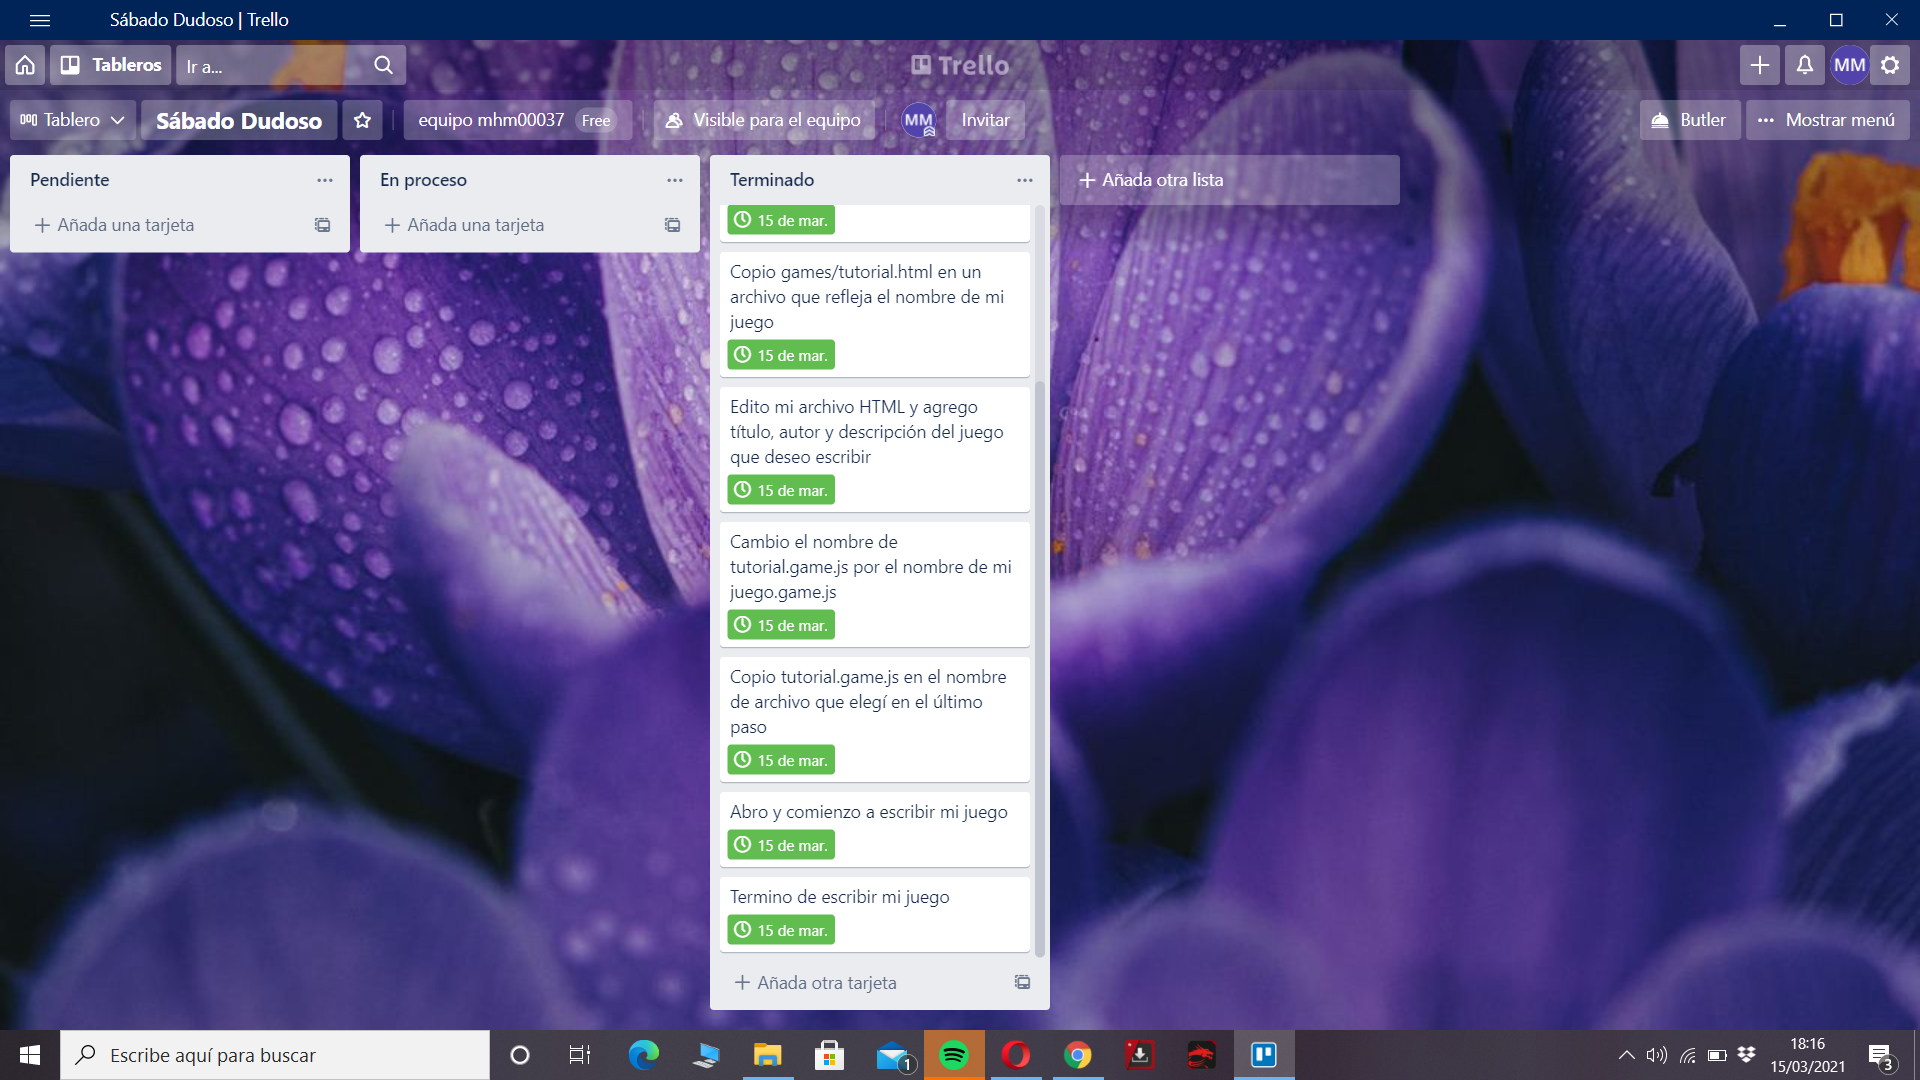 Sábado Dudoso | Trello
Tableros
Ir a...
Trello
MM
Tablero
Sábado Dudoso
equipo mhm00037 Free
Visible para el equipo
MM
Invitar
Butler
Mostrar menú
Pendiente
Añada una tarjeta
En proceso
Añada una tarjeta
Terminado
15 de mar.
Copio games/tutorial.html en un
archivo que refleja el nombre de mi
juego
15 de mar.
Edito mi archivo HTML y agrego
título, autor y descripción del juego
que deseo escribir
15 de mar.
Cambio el nombre de
tutorial.game.js por el nombre de mi
juego.game.js
15 de mar.
Copio tutorial.game.js en el nombre
de archivo que elegí en el último
paso
15 de mar.
Abro y comienzo a escribir mi juego
15 de mar.
Termino de escribir mi juego
15 de mar.
Añada otra tarjeta
Añada otra lista
Escribe aquí para buscar
1
18:16
15/03/2021
3